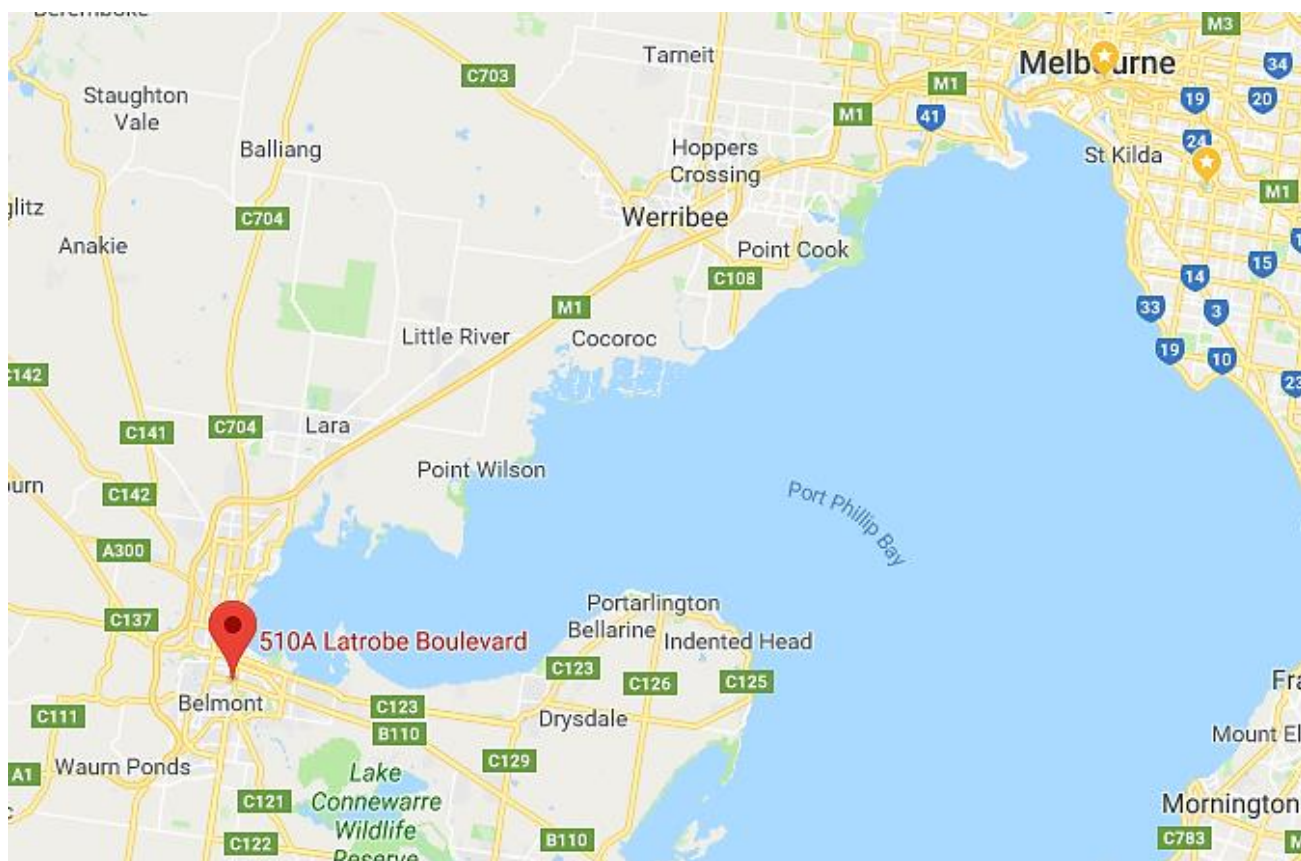 M3
Tarneit
Melbourne
C703
34
M1
19
20
Staughton
Vale
M1
41
Balliang
Hoppers
Crossing
24
St Kilda
M1
C704
Werribee
Anakie
Point Cook
15
C108
14
M1
33
3
Little River
Cocoroc
19
10
C142
23
C141
C704
Lara
Point Wilson
C142
Port Phillip Bay
A300
Portarlington
C137
Bellarine
510A Latrobe Boulevard
Indented Head
C123
C126
C125
Belmont
C123
C111
Drysdale
B110
Mount El
C129
Waurn Ponds
A1
Lake
Connewarre
Wildlife
Reserve
C121
Mornington
B110
C783
C122